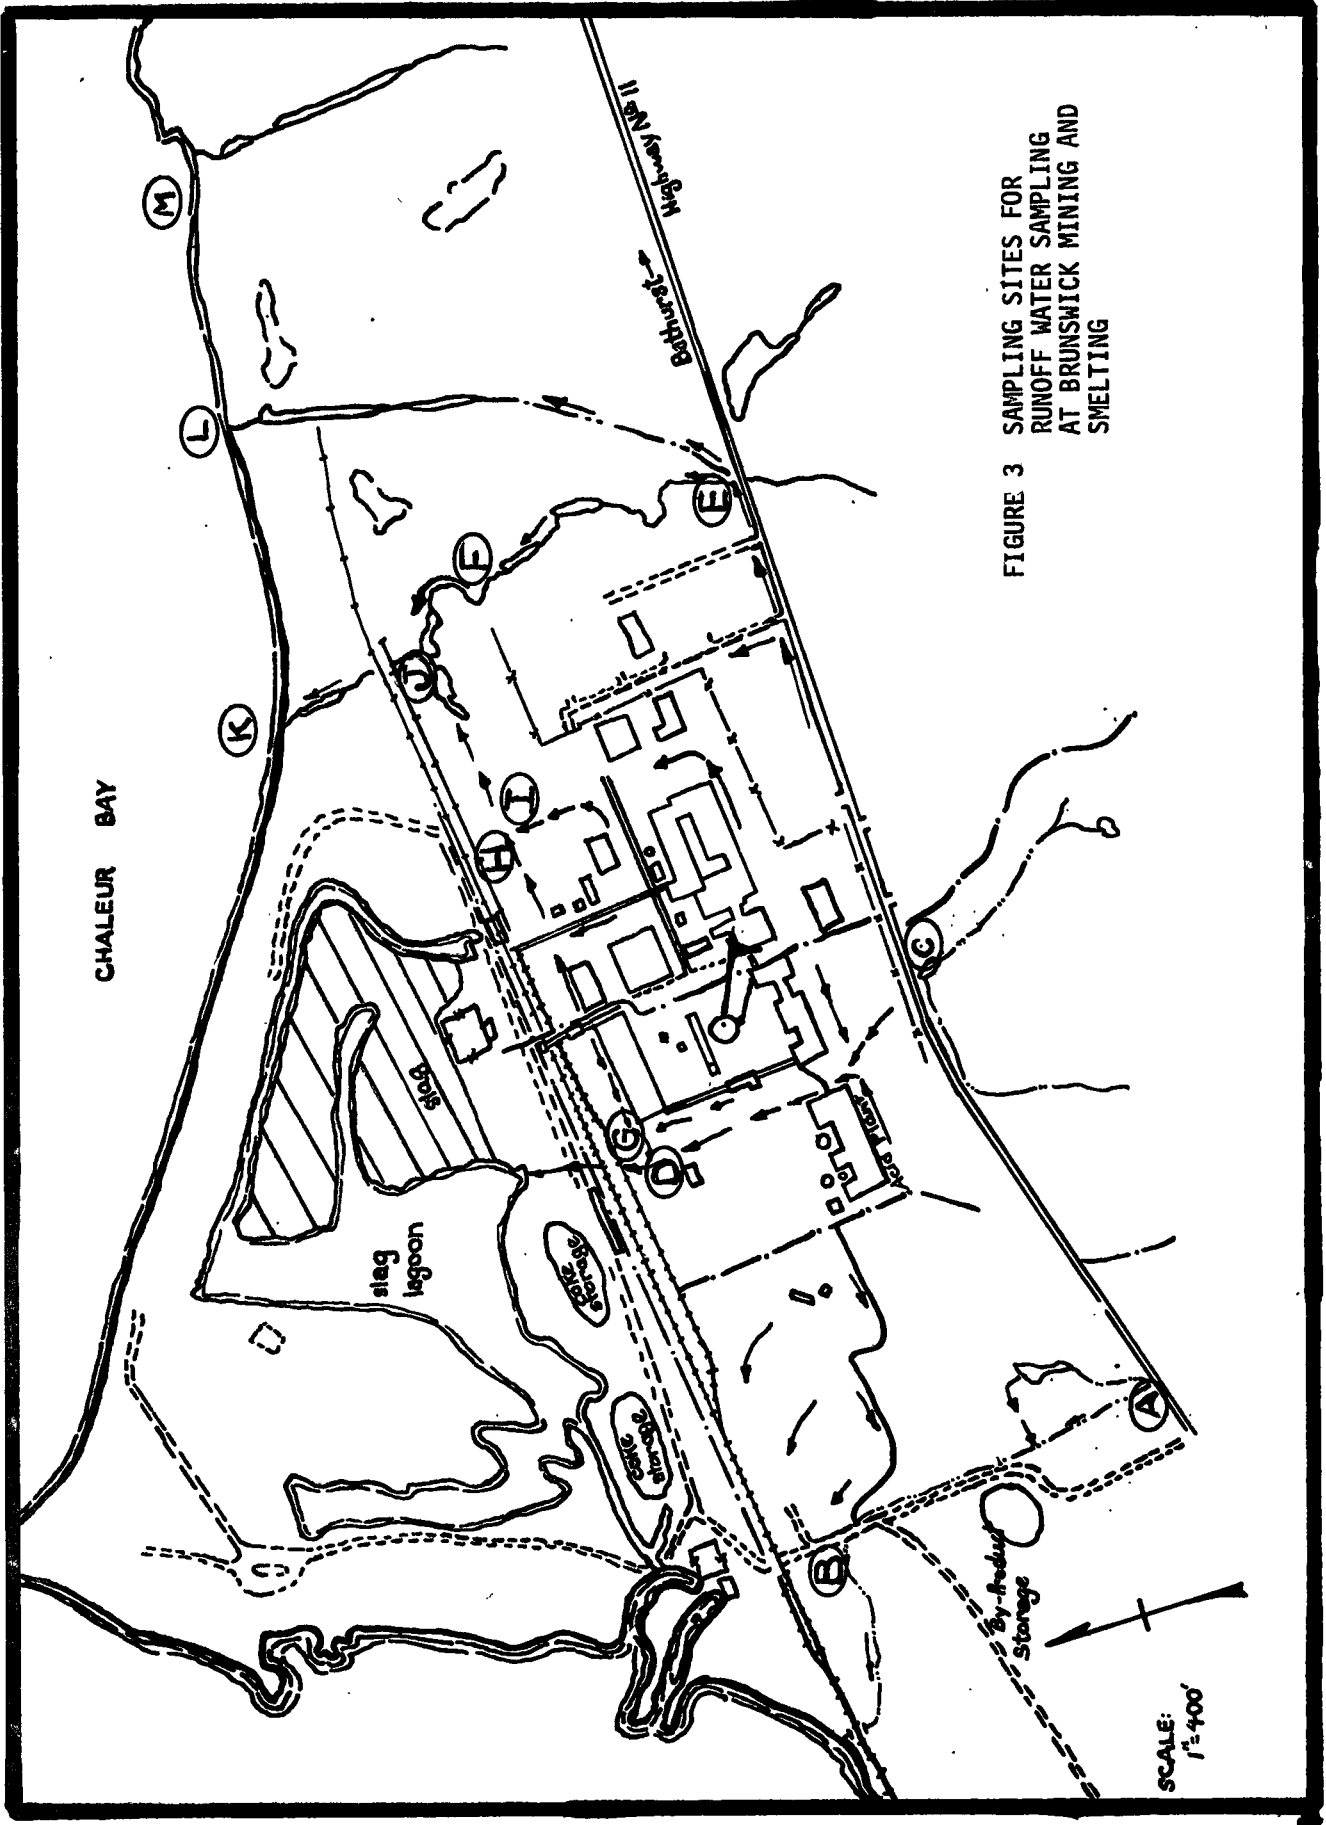 CHALEUR BAY
M
L
K
Highway No 11
Bathurst
E
F
J
I
H
C
slag
G
D
Acid Plant
slag
lagoon
coke
storage
coke
storage
A
B
By-Product
Storage
SCALE:
1"=400'
FIGURE 3 SAMPLING SITES FOR
RUNOFF WATER SAMPLING
AT BRUNSWICK MINING AND
SMELTING